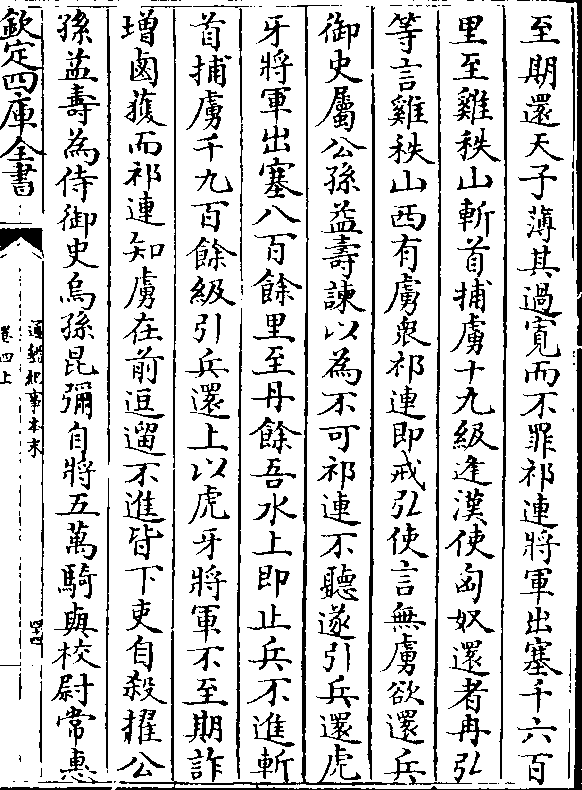 至期還天子薄其過寛而不罪祁連將軍出塞千六百
里至雞秩山斬首捕虜十九級逢漢使匈奴還者冉弘
等言雞秩山西有虜衆祁連即戒弘使言無虜欲還兵
御史屬公孫益壽諫以為不可祁連不聽遂引兵還虎
牙將軍出塞八百餘里至丹餘吾水上即止兵不進斬
首捕虜千九百餘級引兵還上以虎牙將軍不至期詐
増鹵獲而祁連知虜在前逗遛不進皆下吏自殺擢公
孫益壽為侍御史烏孫昆彌自將五萬騎與校尉常惠
欽定四庫全書
通鑑紀事本末
卷四上
四十四